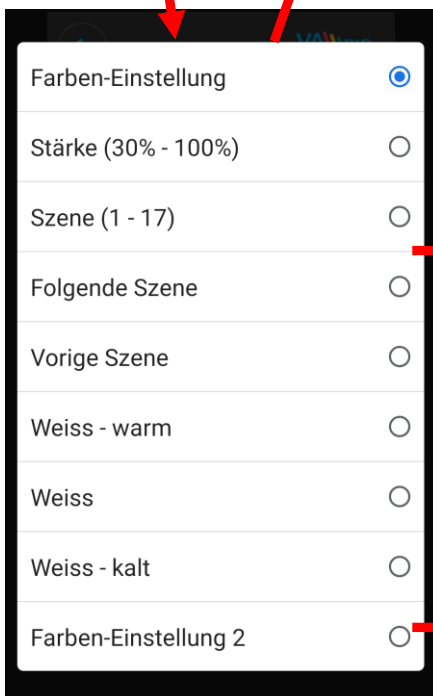 Farben-Einstellung
Stärke (30% - 100%)
Szene (1 - 17)
Folgende Szene
Vorige Szene
Weiss - warm
Weiss
Weiss - kalt
Farben-Einstellung 2